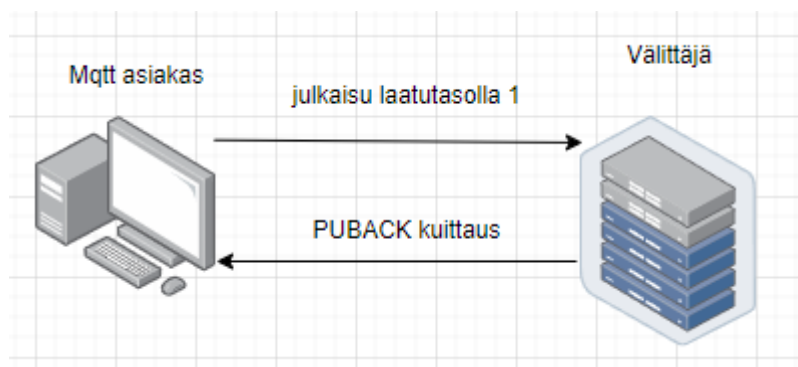 Mqtt asiakas
Välittäjä
julkaisu laatutasolla 1
PUBACK kuittaus